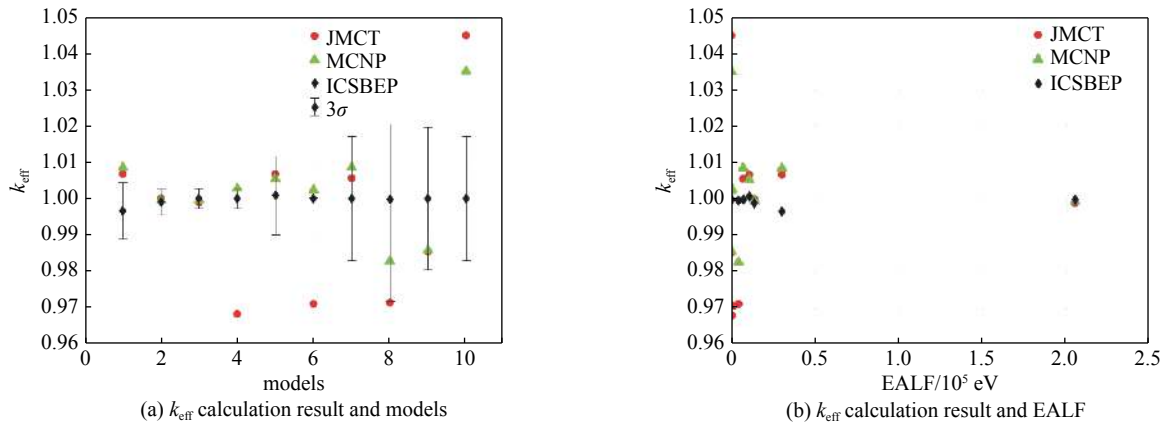 1.05
1.04
1.03
1.02
1.01
1.00
0.99
0.98
0.97
0.96
k_eff
JMCT
MCNP
ICSBEP
3σ
0 2 4 6 8 10
models
(a) k_eff calculation result and models
1.05
1.04
1.03
1.02
1.01
1.00
0.99
0.98
0.97
0.96
k_eff
JMCT
MCNP
ICSBEP
0 0.5 1.0 1.5 2.0 2.5
EALF/10⁵ eV
(b) k_eff calculation result and EALF